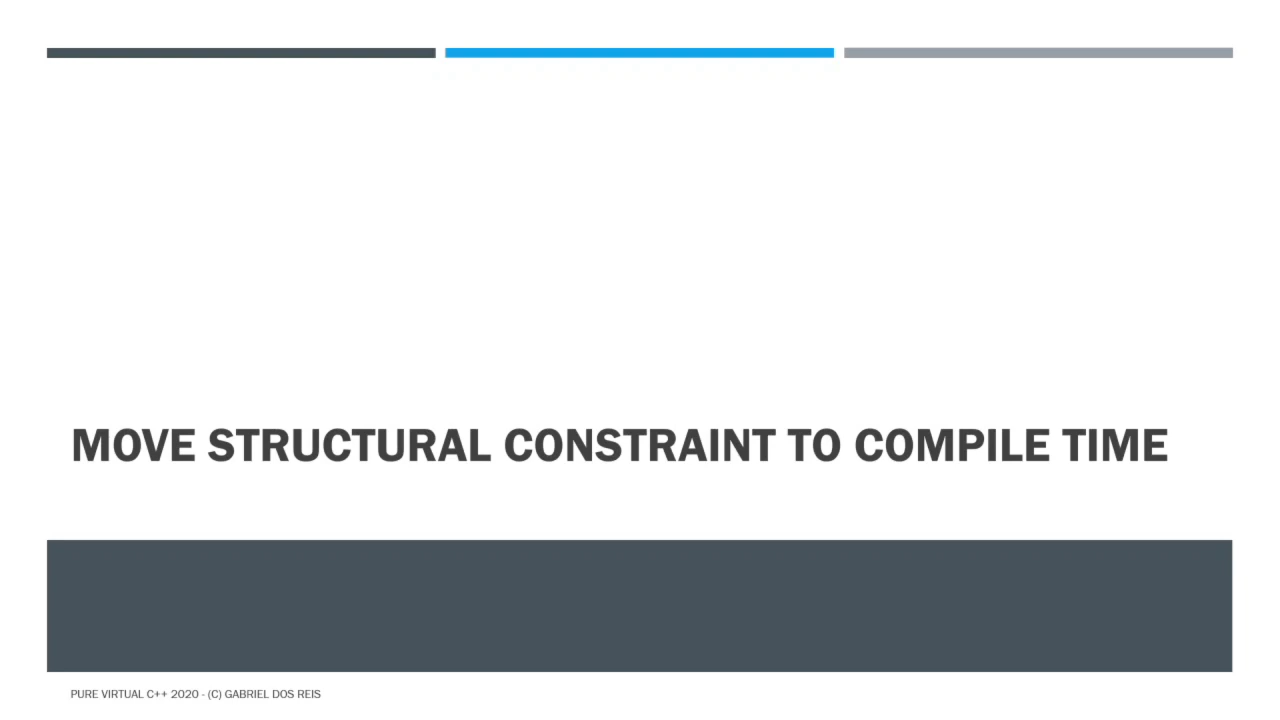 MOVE STRUCTURAL CONSTRAINT TO COMPILE TIME
PURE VIRTUAL C++ 2020 - (C) GABRIEL DOS REIS